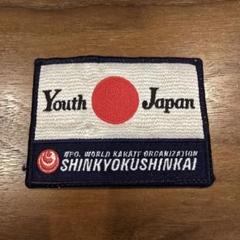 Youth Japan
NPO. WORLD KARATE ORGANIZATION
SHINKYOKUSHINKAI